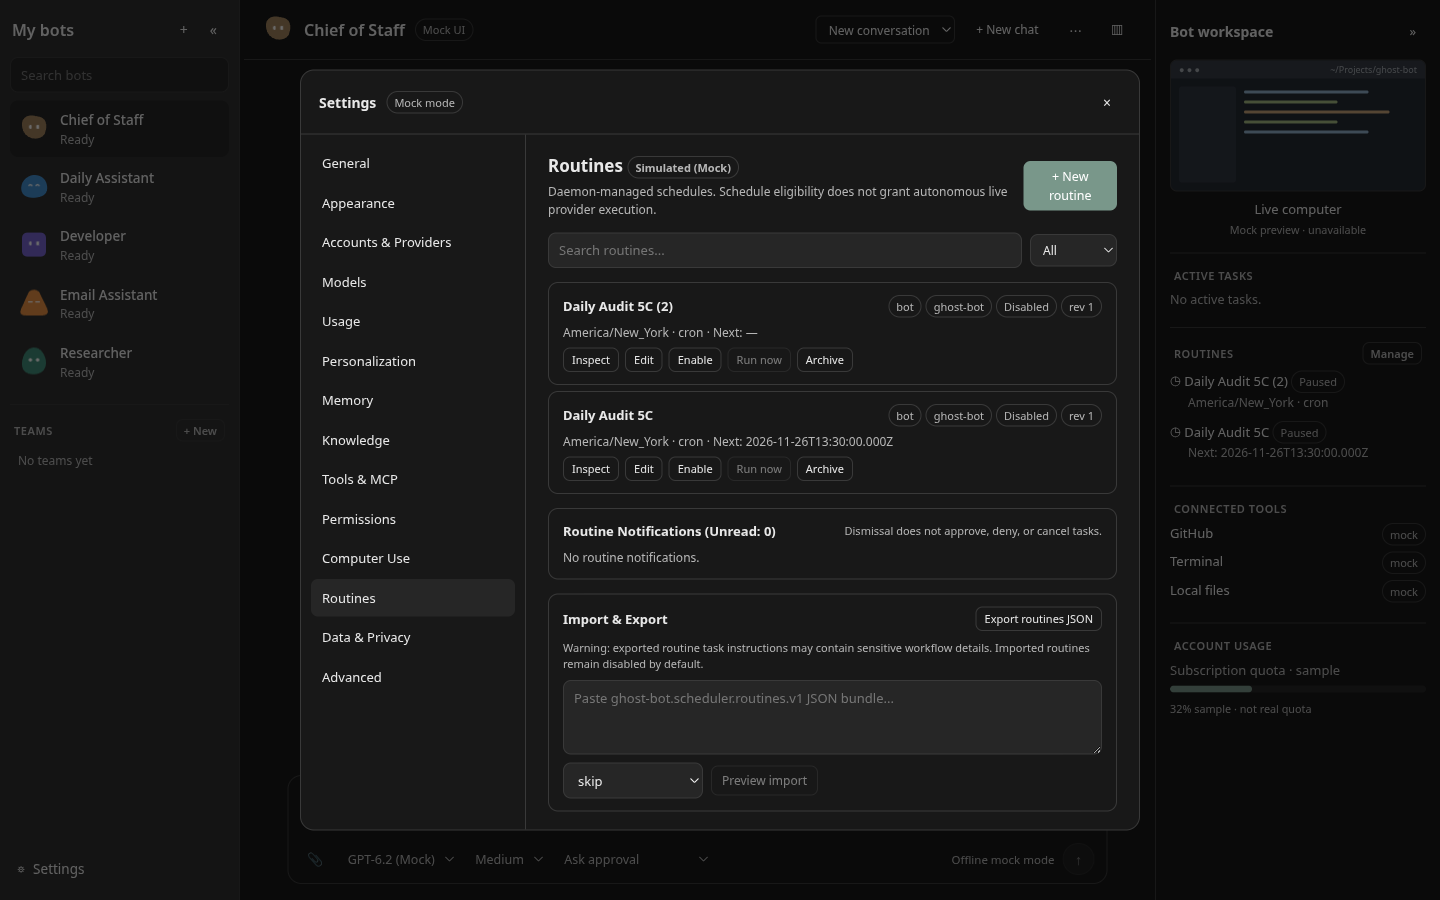 My bots
+
«
Search bots
Chief of Staff
Ready
Daily Assistant
Ready
Developer
Ready
Email Assistant
Ready
Researcher
Ready
TEAMS
+ New
No teams yet
Settings
Chief of Staff
Mock UI
New conversation
+ New chat
...
Settings
Mock mode
×
General
Appearance
Accounts & Providers
Models
Usage
Personalization
Memory
Knowledge
Tools & MCP
Permissions
Computer Use
Routines
Data & Privacy
Advanced
Routines
Simulated (Mock)
Daemon-managed schedules. Schedule eligibility does not grant autonomous live
provider execution.
+ New
routine
Search routines...
All
Daily Audit 5C (2)
bot
ghost-bot
Disabled
rev 1
America/New_York · cron · Next: —
Inspect
Edit
Enable
Run now
Archive
Daily Audit 5C
bot
ghost-bot
Disabled
rev 1
America/New_York · cron · Next: 2026-11-26T13:30:00.000Z
Inspect
Edit
Enable
Run now
Archive
Routine Notifications (Unread: 0)
Dismissal does not approve, deny, or cancel tasks.
No routine notifications.
Import & Export
Export routines JSON
Warning: exported routine task instructions may contain sensitive workflow details. Imported routines
remain disabled by default.
Paste ghost-bot.scheduler.routines.v1 JSON bundle...
skip
Preview import
GPT-6.2 (Mock)
Medium
Ask approval
Offline mock mode
↑
Bot workspace
»
~/Projects/ghost-bot
Live computer
Mock preview · unavailable
ACTIVE TASKS
No active tasks.
ROUTINES
Manage
Daily Audit 5C (2)
Paused
America/New_York · cron
Daily Audit 5C
Paused
Next: 2026-11-26T13:30:00.000Z
CONNECTED TOOLS
GitHub
mock
Terminal
mock
Local files
mock
ACCOUNT USAGE
Subscription quota · sample
32% sample · not real quota